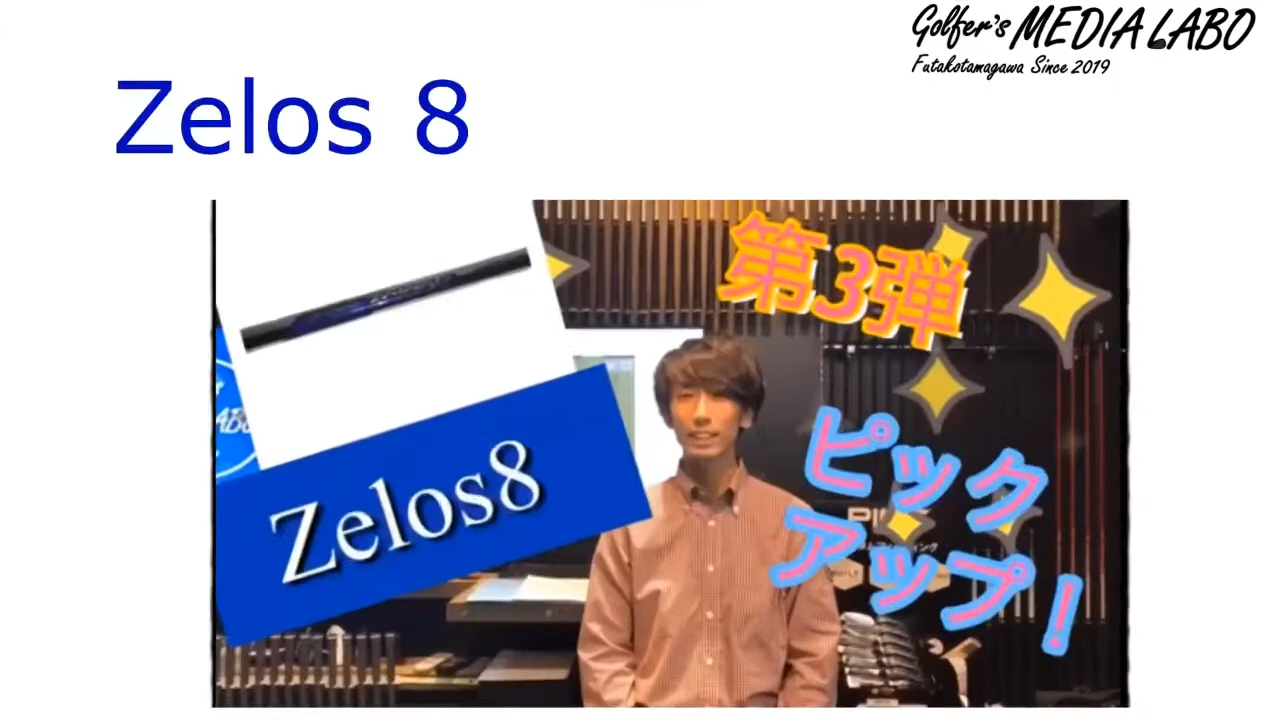 Golfer's MEDIA LABO
Futakotamagawa Since 2019
Zelos 8
第3弾
ピック
アップ！
Zelos8